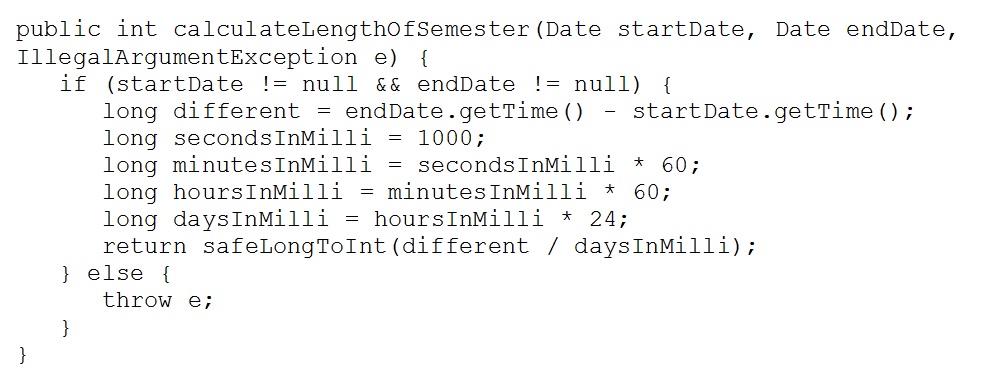 public int calculateLengthOfSemester(Date startDate, Date endDate,
IllegalArgumentException e) {
   if (startDate != null && endDate != null) {
      long different = endDate.getTime() - startDate.getTime();
      long secondsInMilli = 1000;
      long minutesInMilli = secondsInMilli * 60;
      long hoursInMilli = minutesInMilli * 60;
      long daysInMilli = hoursInMilli * 24;
      return safeLongToInt(different / daysInMilli);
   } else {
      throw e;
   }
}